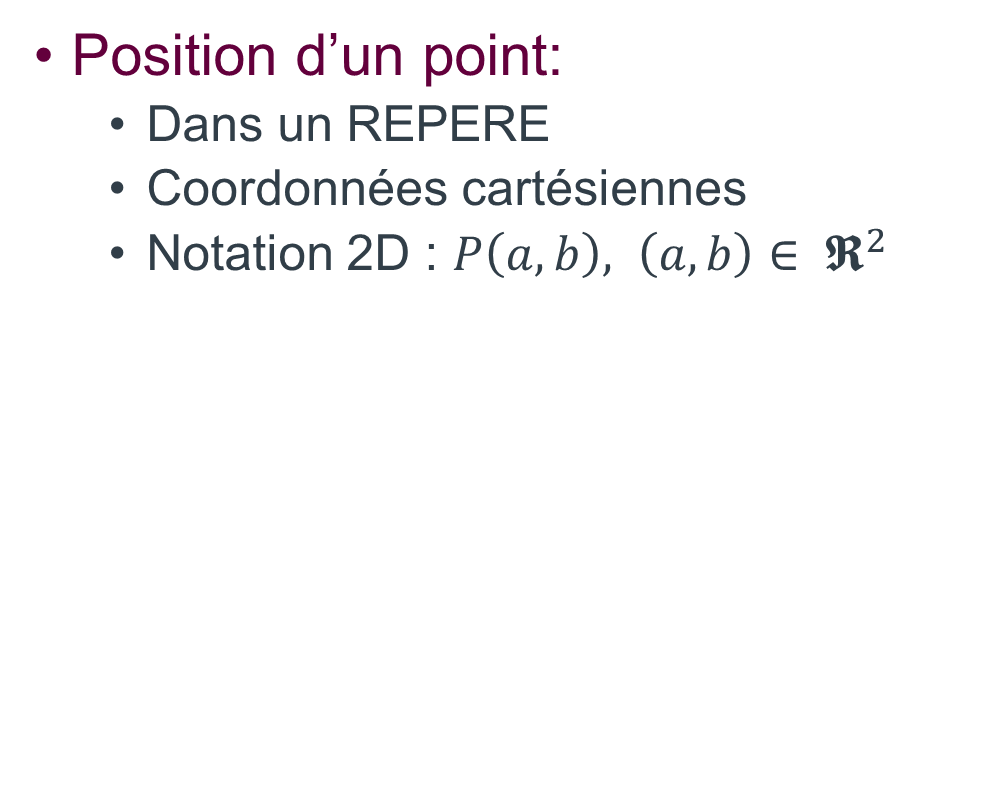 • Position d’un point:
• Dans un REPERE
• Coordonnées cartésiennes
• Notation 2D : 𝑃(𝑎, 𝑏), (𝑎, 𝑏) ∈ 𝕽²